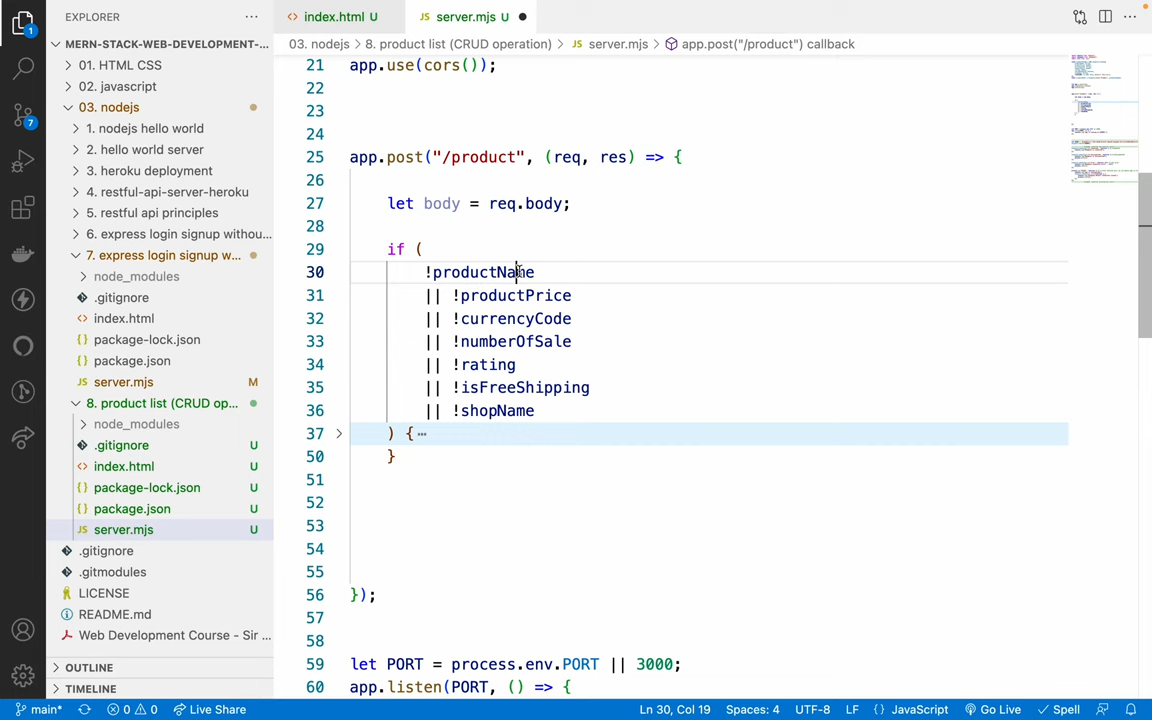 EXPLORER
index.html U
server.mjs U
MERN-STACK-WEB-DEVELOPMENT-...
03. nodejs > 8. product list (CRUD operation) > JS server.mjs > app.post("/product") callback
01. HTML CSS
02. javascript
03. nodejs
1. nodejs hello world
2. hello world server
3. heroku deployment
4. restful-api-server-heroku
5. restful api principles
6. express login signup withou...
7. express login signup w...
node_modules
.gitignore
index.html
package-lock.json
package.json
JS server.mjs M
8. product list (CRUD op...
node_modules
.gitignore U
index.html U
package-lock.json U
package.json U
JS server.mjs U
.gitignore
.gitmodules
LICENSE
README.md
Web Development Course - Sir ...
OUTLINE
TIMELINE
21 app.use(cors());
22
23
24
25 app.post("/product", (req, res) => {
26
27 let body = req.body;
28
29 if (
30 !productName
31 || !productPrice
32 || !currencyCode
33 || !numberOfSale
34 || !rating
35 || !isFreeShipping
36 || !shopName
37 ) {…
50 }
51
52
53
54
55
56 });
57
58
59 let PORT = process.env.PORT || 3000;
60 app.listen(PORT, () => {
1
7
main*
0 0
Live Share
Ln 30, Col 19
Spaces: 4
UTF-8
LF
{} JavaScript
Go Live
Spell